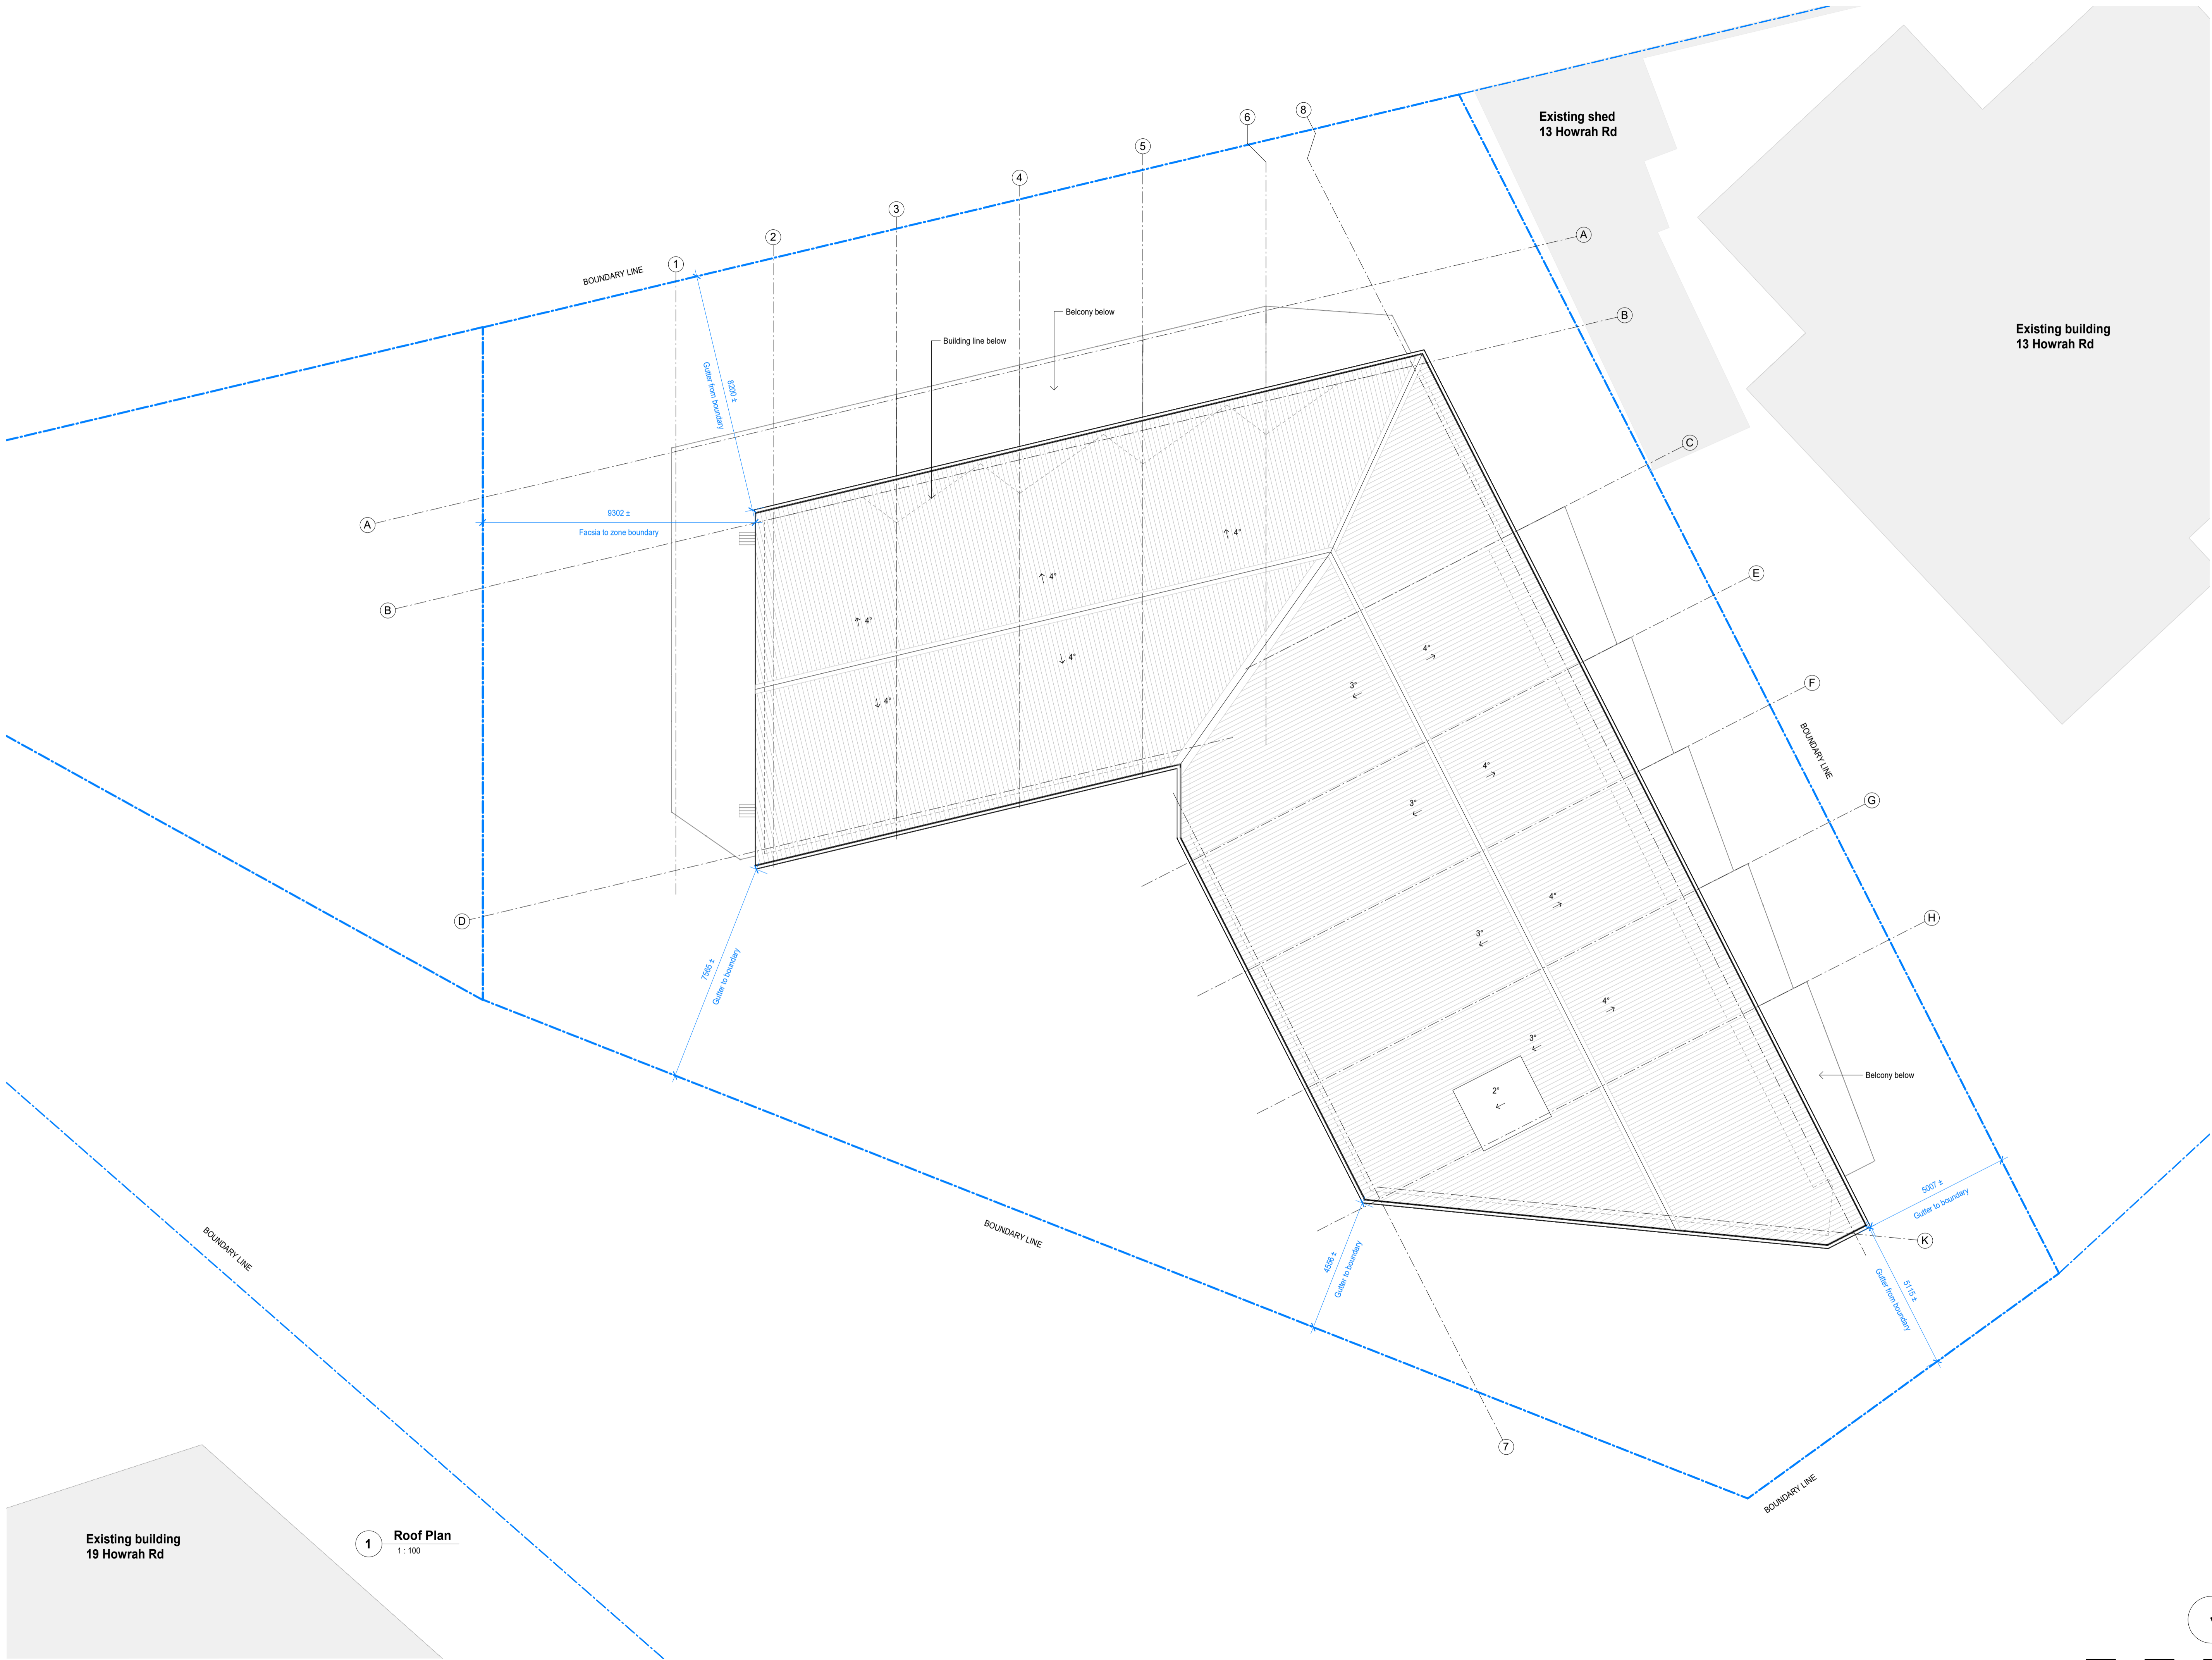 8
6
Existing shed
13 Howrah Rd
5
4
3
2
A
1
BOUNDARY LINE
Belcony below
B
Existing building
13 Howrah Rd
Building line below
8200 ±
Gutter from boundary
C
9302 ±
Facsia to zone boundary
A
4°
E
4°
B
4°
4°
4°
3°
4°
F
BOUNDARY LINE
4°
3°
G
4°
3°
H
D
7565 ±
Gutter to boundary
4°
3°
2°
Belcony below
5007 ±
Gutter to boundary
BOUNDARY LINE
BOUNDARY LINE
K
4556 ±
Gutter to boundary
5115 ±
Gutter from boundary
7
BOUNDARY LINE
Existing building
19 Howrah Rd
1
Roof Plan
1 : 100